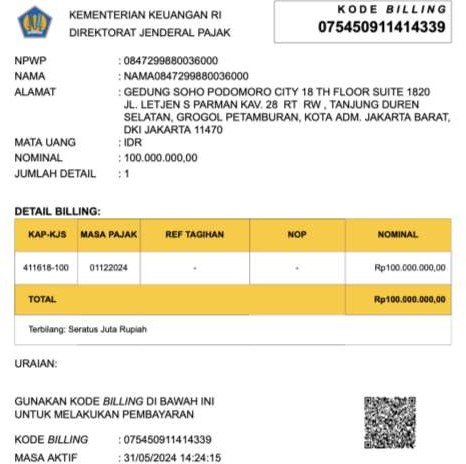 KEMENTERIAN KEUANGAN RI
DIREKTORAT JENDERAL PAJAK
KODE BILLING
075450911414339
NPWP : 0847299880036000
NAMA : NAMA0847299880036000
ALAMAT : GEDUNG SOHO PODOMORO CITY 18 TH FLOOR SUITE 1820
JL. LETJEN S PARMAN KAV. 28 RT RW , TANJUNG DUREN
SELATAN, GROGOL PETAMBURAN, KOTA ADM. JAKARTA BARAT,
DKI JAKARTA 11470
MATA UANG : IDR
NOMINAL : 100.000.000,00
JUMLAH DETAIL : 1
DETAIL BILLING:
KAP-KJS MASA PAJAK REF TAGIHAN NOP NOMINAL
411618-100 01122024 - - Rp100.000.000,00
TOTAL Rp100.000.000,00
Terbilang: Seratus Juta Rupiah
URAIAN:
GUNAKAN KODE BILLING DI BAWAH INI
UNTUK MELAKUKAN PEMBAYARAN
KODE BILLING : 075450911414339
MASA AKTIF : 31/05/2024 14:24:15